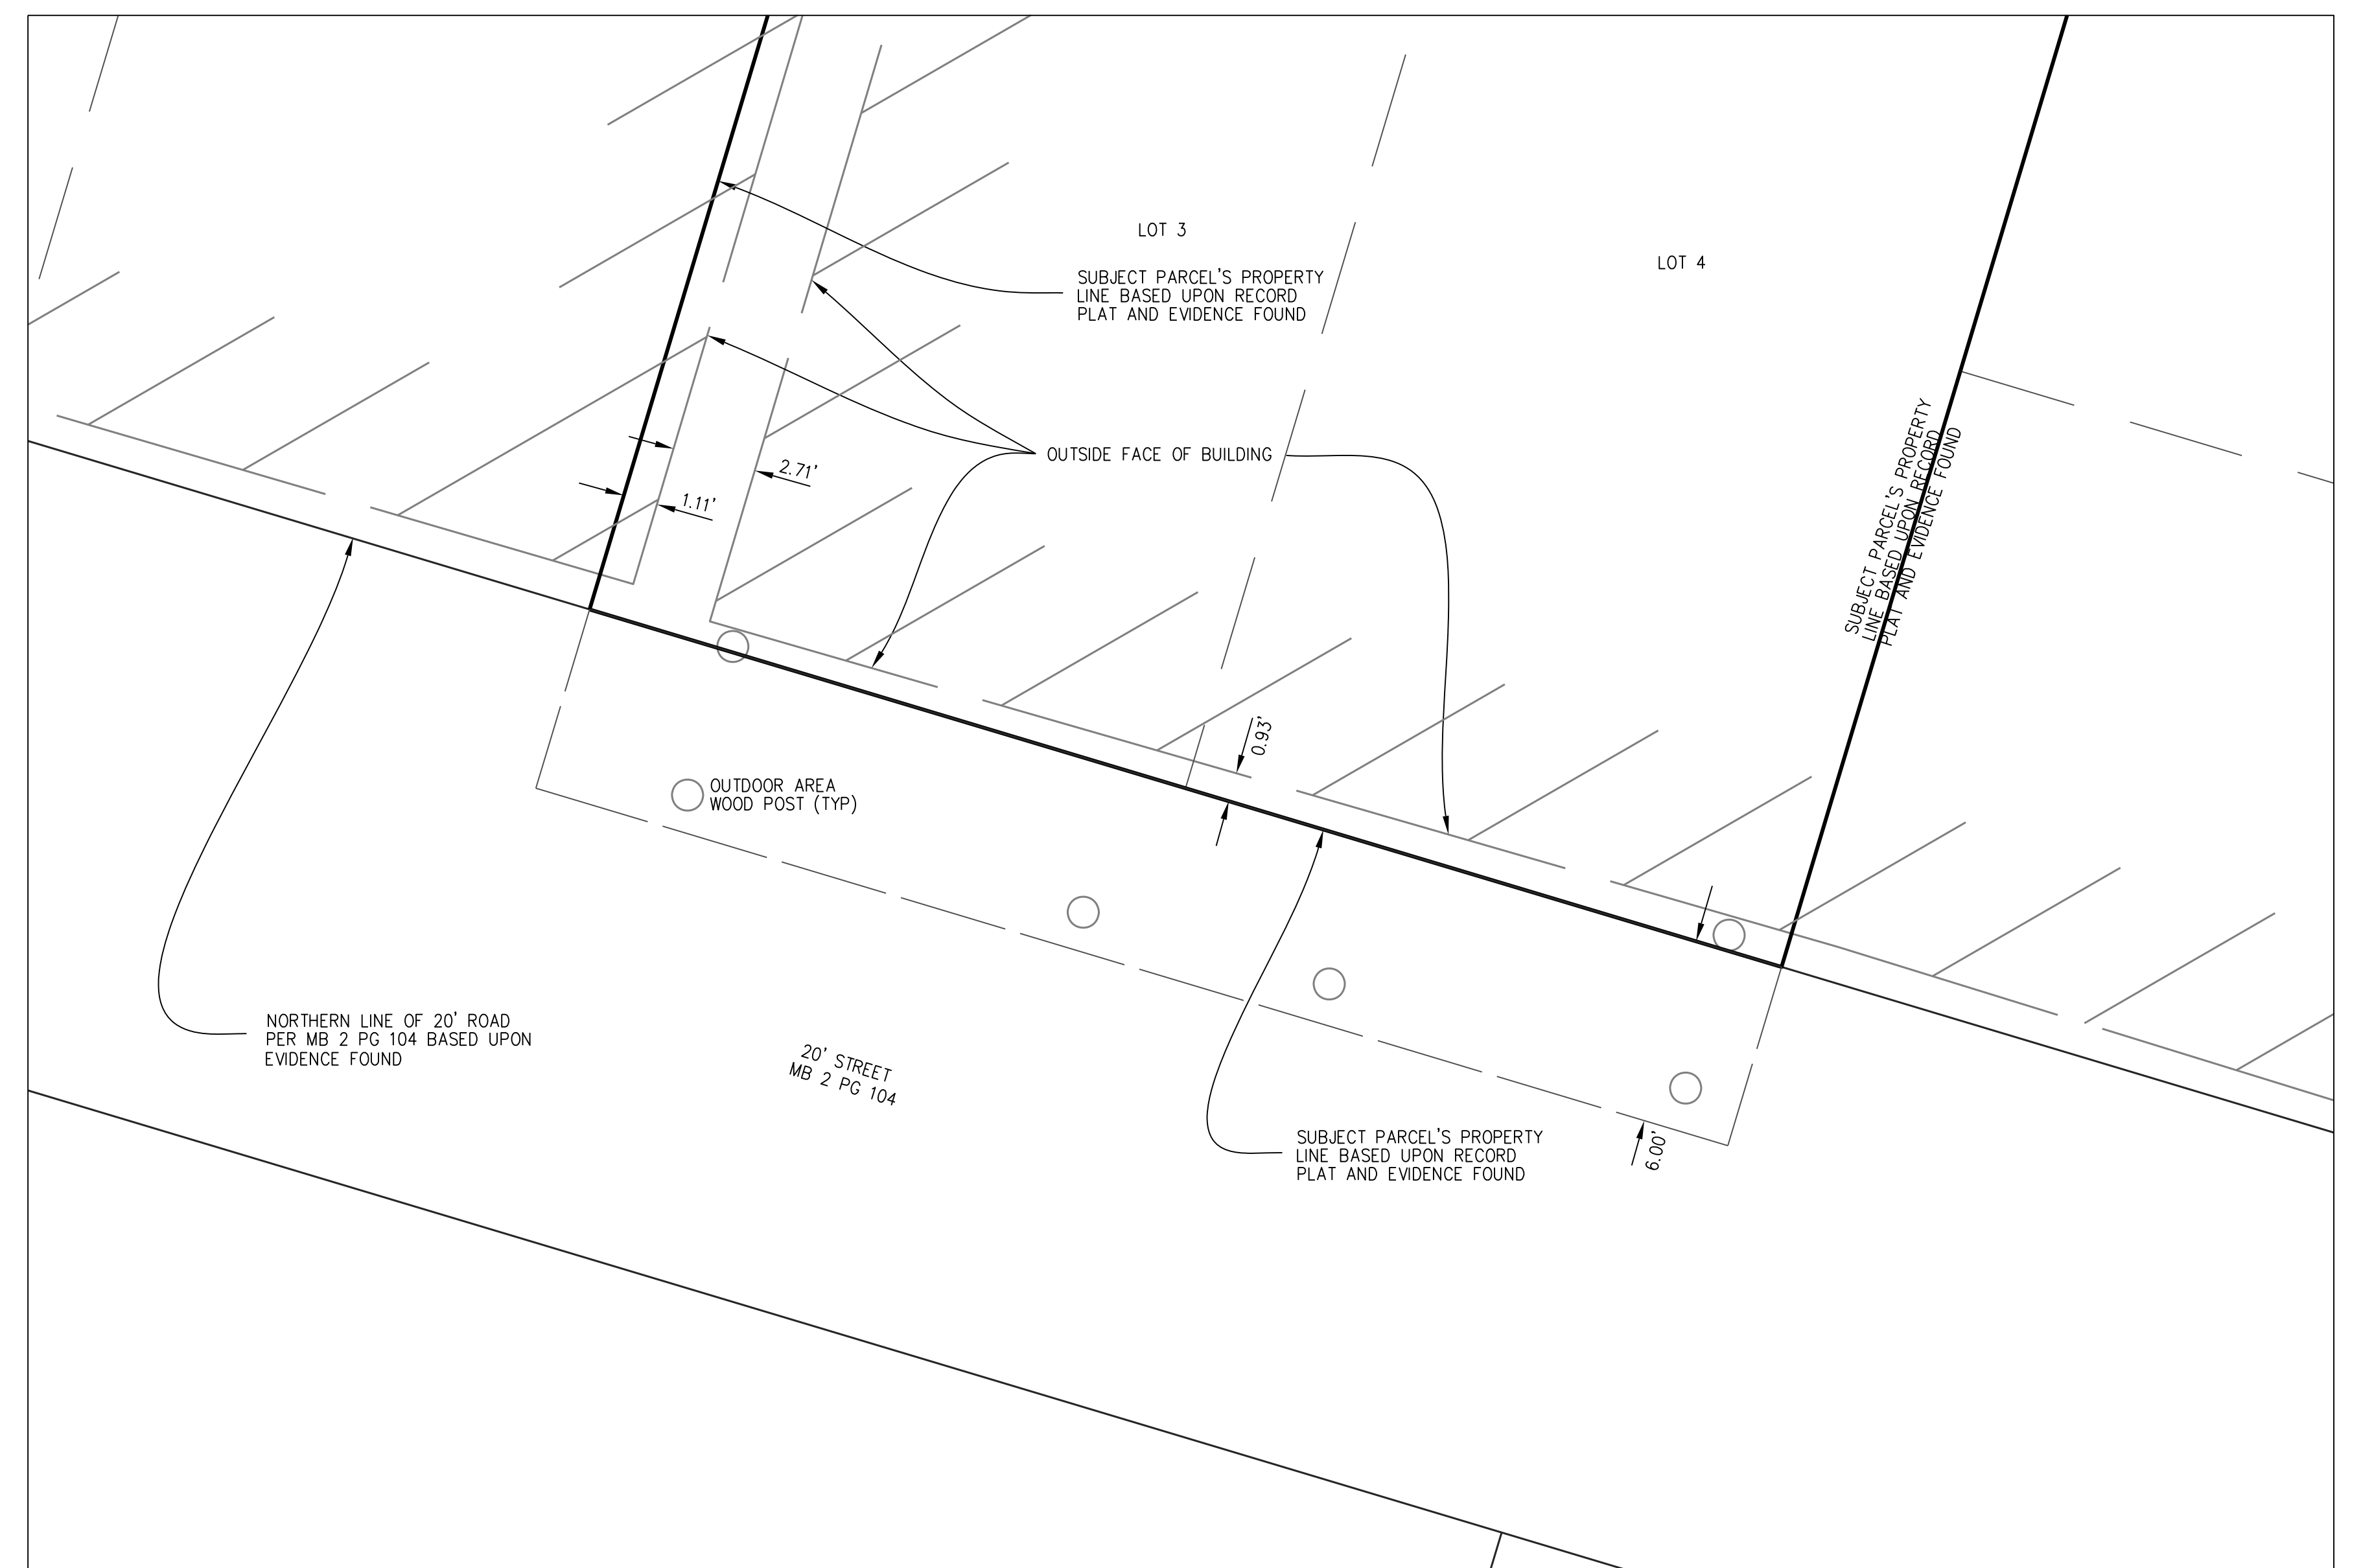 LOT 3
LOT 4
SUBJECT PARCEL'S PROPERTY
LINE BASED UPON RECORD
PLAT AND EVIDENCE FOUND
OUTSIDE FACE OF BUILDING
2.71'
1.11'
SUBJECT PARCEL'S PROPERTY
LINE BASED UPON RECORD
PLAT AND EVIDENCE FOUND
0.93'
OUTDOOR AREA
WOOD POST (TYP)
NORTHERN LINE OF 20' ROAD
PER MB 2 PG 104 BASED UPON
EVIDENCE FOUND
20' STREET
MB 2 PG 104
SUBJECT PARCEL'S PROPERTY
LINE BASED UPON RECORD
PLAT AND EVIDENCE FOUND
6.00'